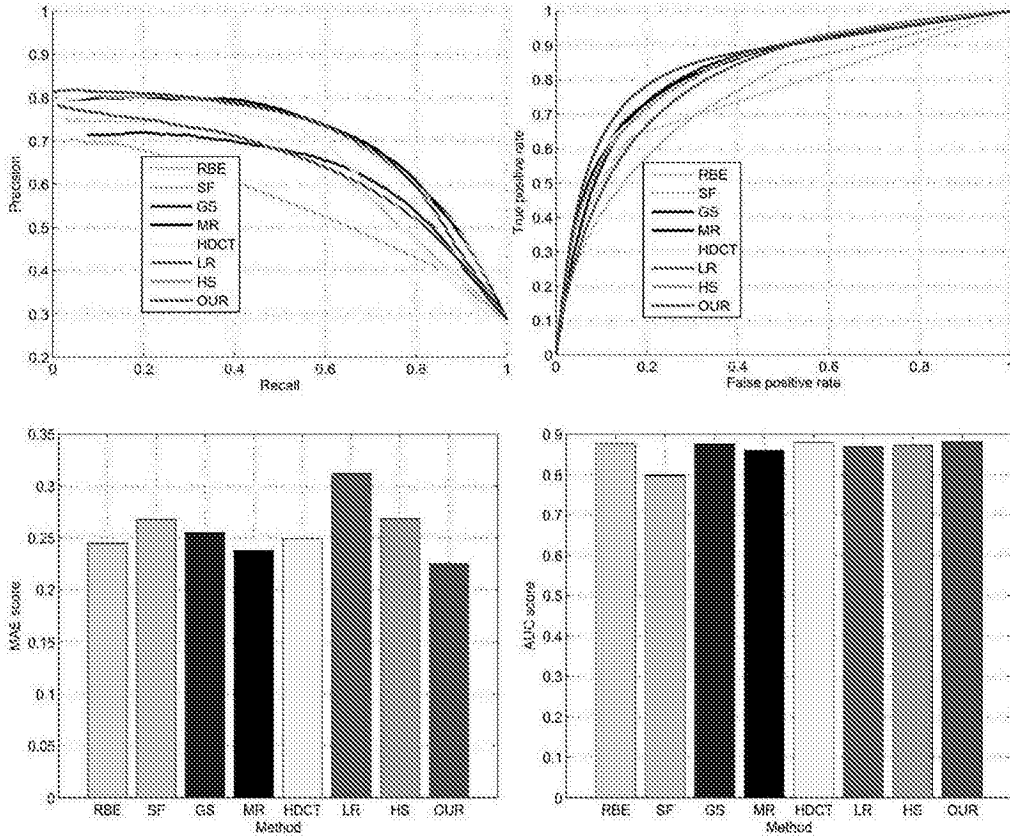 1
0.9
0.8
0.7
0.6
0.5
0.4
0.3
0.2
0 0.2 0.4 0.6 0.8 1
Precision
Recall
RBE
SF
GS
MR
HDCT
LR
HS
OUR
0.9
0.8
0.7
0.6
0.5
0.4
0.3
0.2
0.1
0
0.2 0.4 0.6 0.8 1
True positive rate
False positive rate
RBE
SF
GS
MR
HDCT
LR
HS
OUR
0.35
0.3
0.25
0.2
0.15
0.1
0.05
0
MAE score
RBE SF GS MR HDCT LR HS OUR
Method
0.9
0.8
0.7
0.6
0.5
0.4
0.3
0.2
0.1
0
AUC score
RBE SF GS MR HDCT LR HS OUR
Method